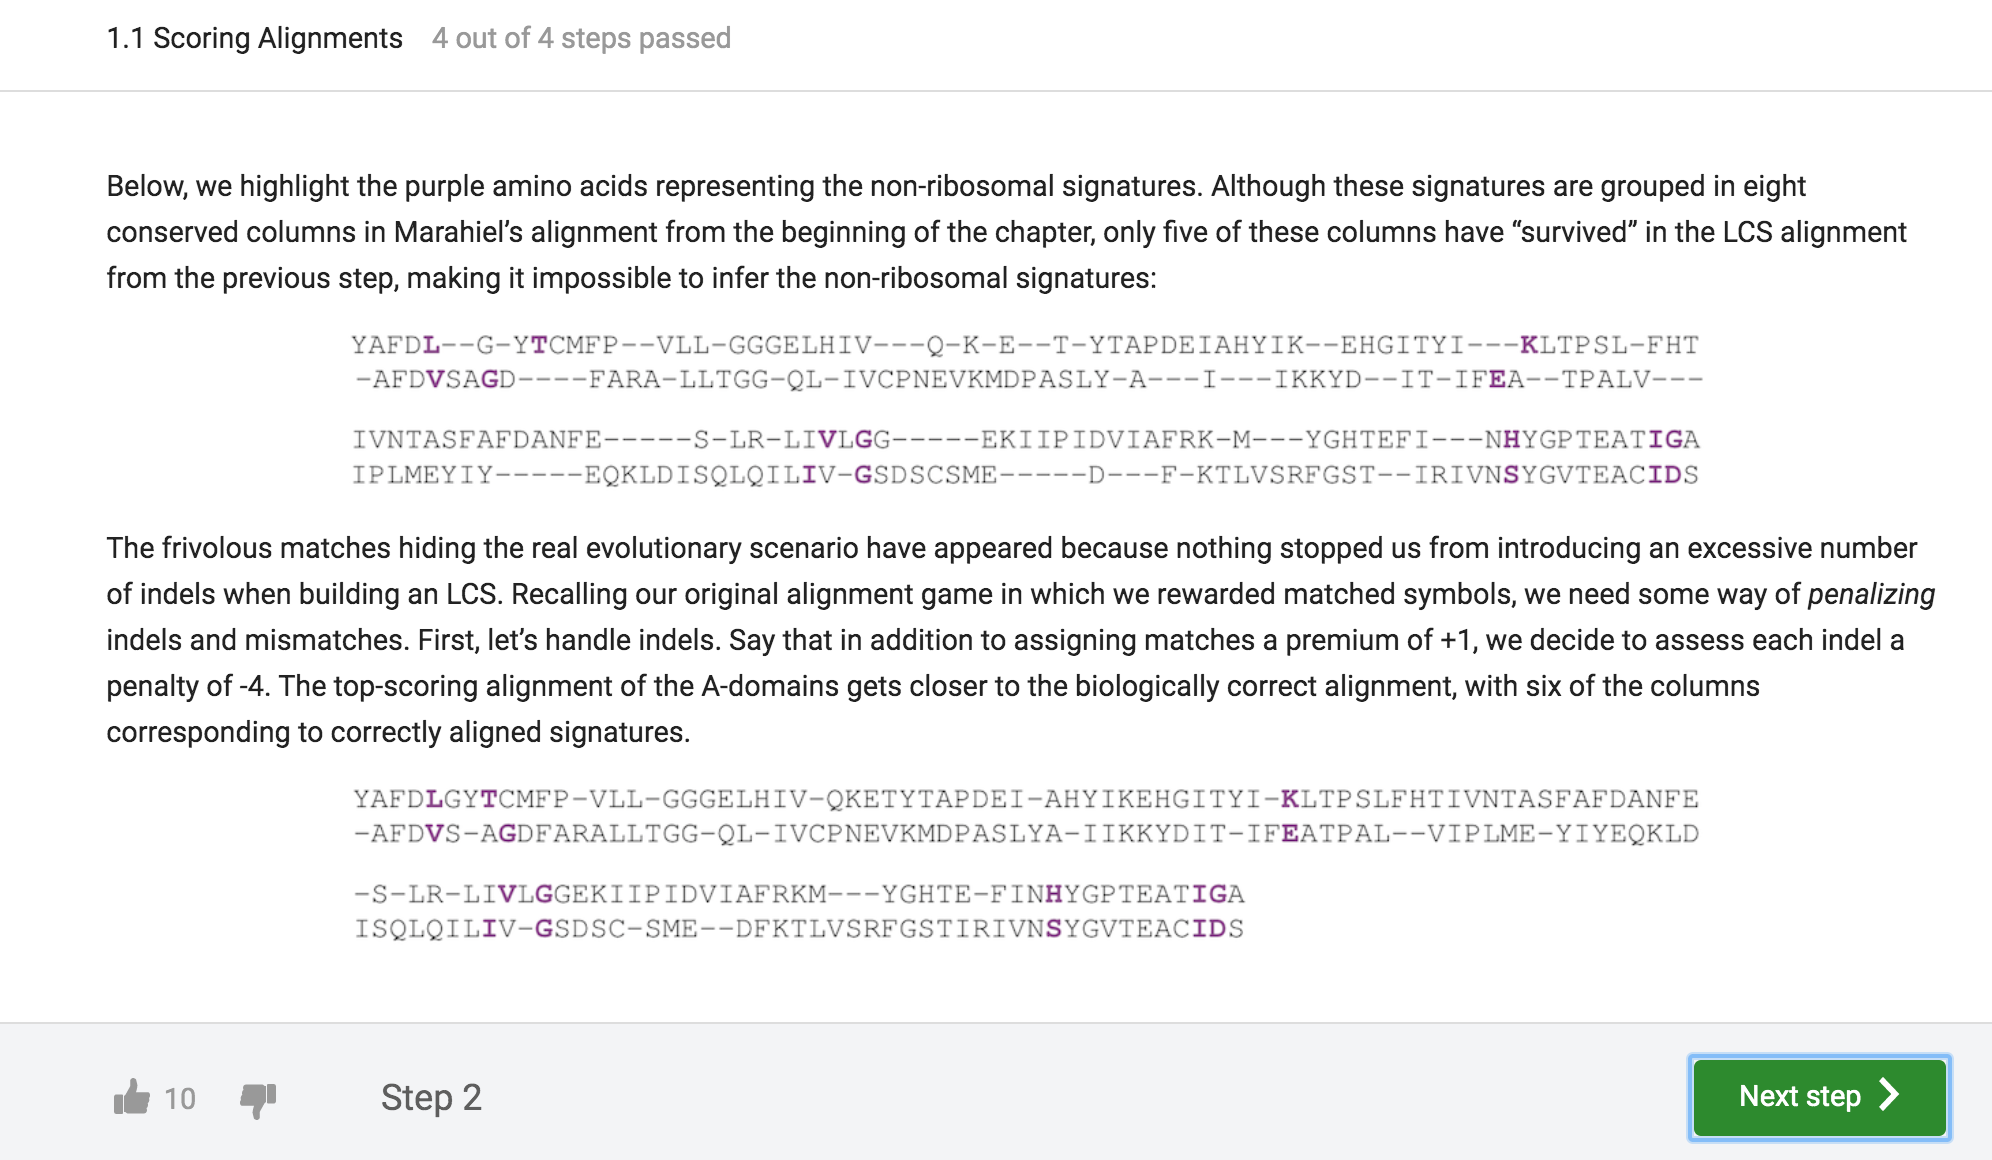 1.1 Scoring Alignments 4 out of 4 steps passed
Below, we highlight the purple amino acids representing the non-ribosomal signatures. Although these signatures are grouped in eight
conserved columns in Marahiel’s alignment from the beginning of the chapter, only five of these columns have “survived” in the LCS alignment
from the previous step, making it impossible to infer the non-ribosomal signatures:
YAFDL--G-YTCMFP--VLL-GGGELHIV---Q-K-E--T-YTAPDEIAHYIK--EHGITYI---KLTPSL-FHT
-AFDVSAGD----FARA-LLTGG-QL-IVCPNEVKMDPASLY-A---I---IKKYD--IT-IFEA--TPALV---
IVNTASFAFDANFE-----S-LR-LIVLGG-----EKIIPIDVIAFRK-M---YGHTEFI---NHYGPTEATIGA
IPLMEYIY-----EQKLDISQLQILIV-GSDSCSME-----D---F-KTLVSRFGST--IRIVNSYGVTEACIDS
The frivolous matches hiding the real evolutionary scenario have appeared because nothing stopped us from introducing an excessive number
of indels when building an LCS. Recalling our original alignment game in which we rewarded matched symbols, we need some way of penalizing
indels and mismatches. First, let’s handle indels. Say that in addition to assigning matches a premium of +1, we decide to assess each indel a
penalty of -4. The top-scoring alignment of the A-domains gets closer to the biologically correct alignment, with six of the columns
corresponding to correctly aligned signatures.
YAFDLGYTCMFP-VLL-GGGELHIV-QKETYTAPDEI-AHYIKEHGITYI-KLTPSLFHTIVNTASFAFDANFE
-AFDVS-AGDFARALLTGG-QL-IVCPNEVKMDPASLYA-IIKKYDIT-IFEATPAL--VIPLME-YIYEQKLD
-S-LR-LIVLGGEKIIPIDVIAFRKM---YGHTE-FINHYGPTEATIGA
ISQLQILIV-GSDSC-SME--DFKTLVSRFGSTIRIVNSYGVTEACIDS
10 Step 2 Next step